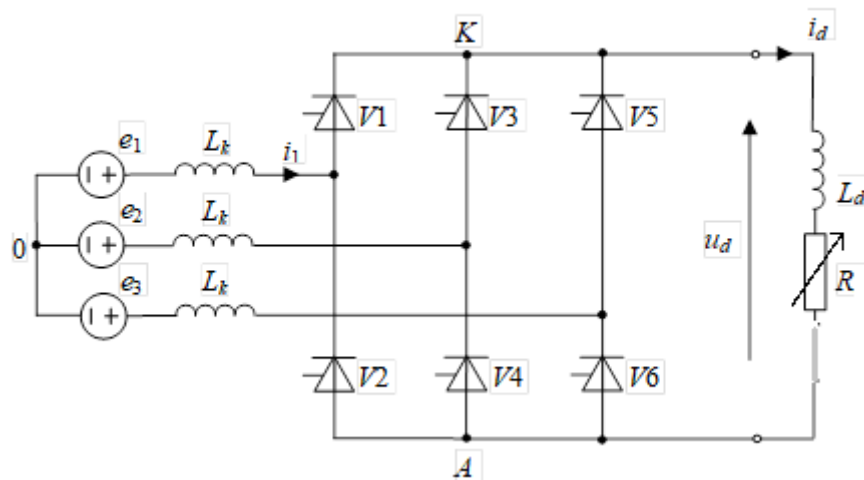 K
i_d
V1
V3
V5
e_1
L_k
i_1
e_2
L_k
L_d
0
u_d
e_3
L_k
R
V2
V4
V6
A